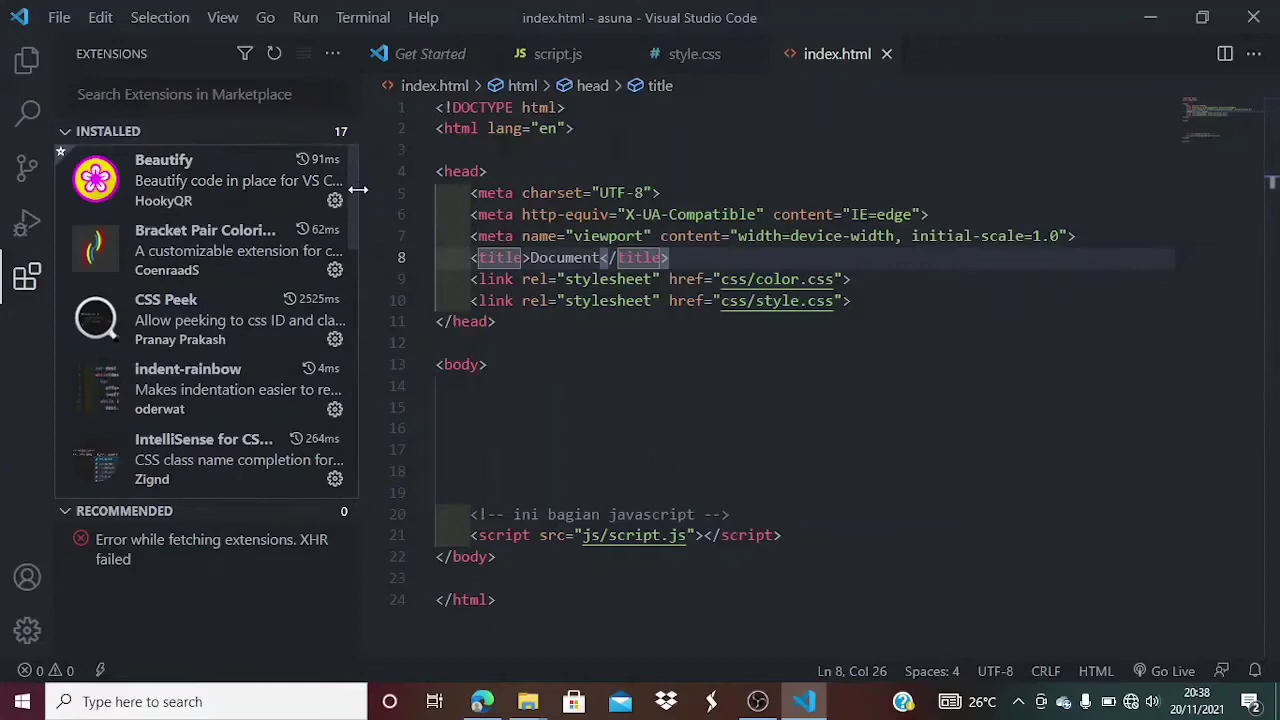 File Edit Selection View Go Run Terminal Help index.html - asuna - Visual Studio Code
EXTENSIONS
Get Started JS script.js # style.css <> index.html
Search Extensions in Marketplace
<> index.html > html > head > title
INSTALLED 17
Beautify 91ms
Beautify code in place for VS C...
HookyQR
Bracket Pair Colori... 62ms
A customizable extension for c...
CoenraadS
CSS Peek 2525ms
Allow peeking to css ID and cla...
Pranay Prakash
indent-rainbow 4ms
Makes indentation easier to re...
oderwat
IntelliSense for CS... 264ms
CSS class name completion for...
Zignd
RECOMMENDED 0
Error while fetching extensions. XHR
failed
1 <!DOCTYPE html>
2 <html lang="en">
3
4 <head>
5 <meta charset="UTF-8">
6 <meta http-equiv="X-UA-Compatible" content="IE=edge">
7 <meta name="viewport" content="width=device-width, initial-scale=1.0">
8 <title>Document</title>
9 <link rel="stylesheet" href="css/color.css">
10 <link rel="stylesheet" href="css/style.css">
11 </head>
12
13 <body>
14
15
16
17
18
19
20 <!-- ini bagian javascript -->
21 <script src="js/script.js"></script>
22 </body>
23
24 </html>
0 0 Ln 8, Col 26 Spaces: 4 UTF-8 CRLF HTML Go Live
Type here to search 26°C 20:38
20/11/2021 2